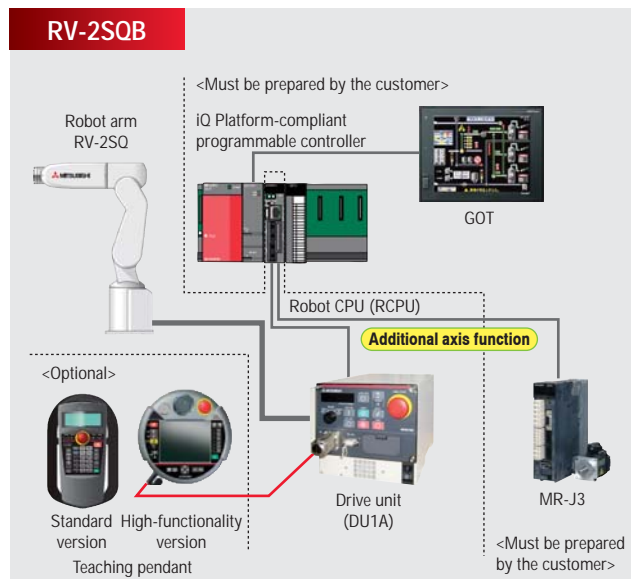 RV-2SQB
<Must be prepared by the customer>
Robot arm
RV-2SQ
iQ Platform-compliant
programmable controller
MITSUBISHI
GOT
Robot CPU (RCPU)
Additional axis function
<Optional>
Standard
version
High-functionality
version
Teaching pendant
Drive unit
(DU1A)
MR-J3
<Must be prepared
by the customer>